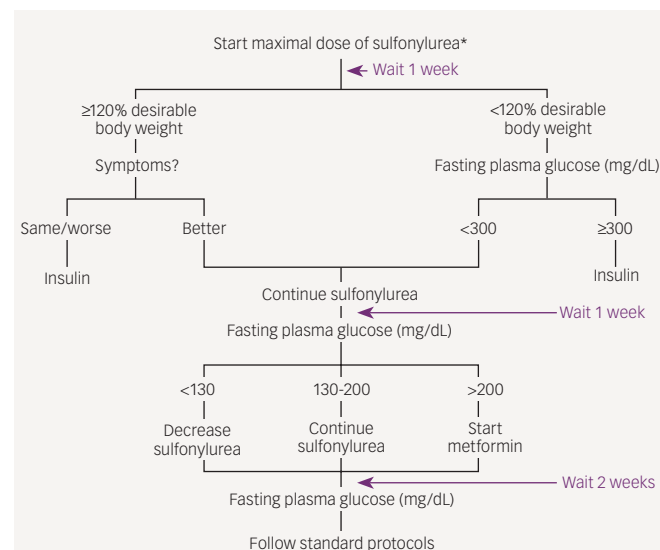 Start maximal dose of sulfonylurea*
Wait 1 week
≥120% desirable
body weight
<120% desirable
body weight
Symptoms?
Fasting plasma glucose (mg/dL)
Same/worse
Better
<300
≥300
Insulin
Insulin
Continue sulfonylurea
Wait 1 week
Fasting plasma glucose (mg/dL)
<130
130-200
>200
Decrease
sulfonylurea
Continue
sulfonylurea
Start
metformin
Wait 2 weeks
Fasting plasma glucose (mg/dL)
Follow standard protocols